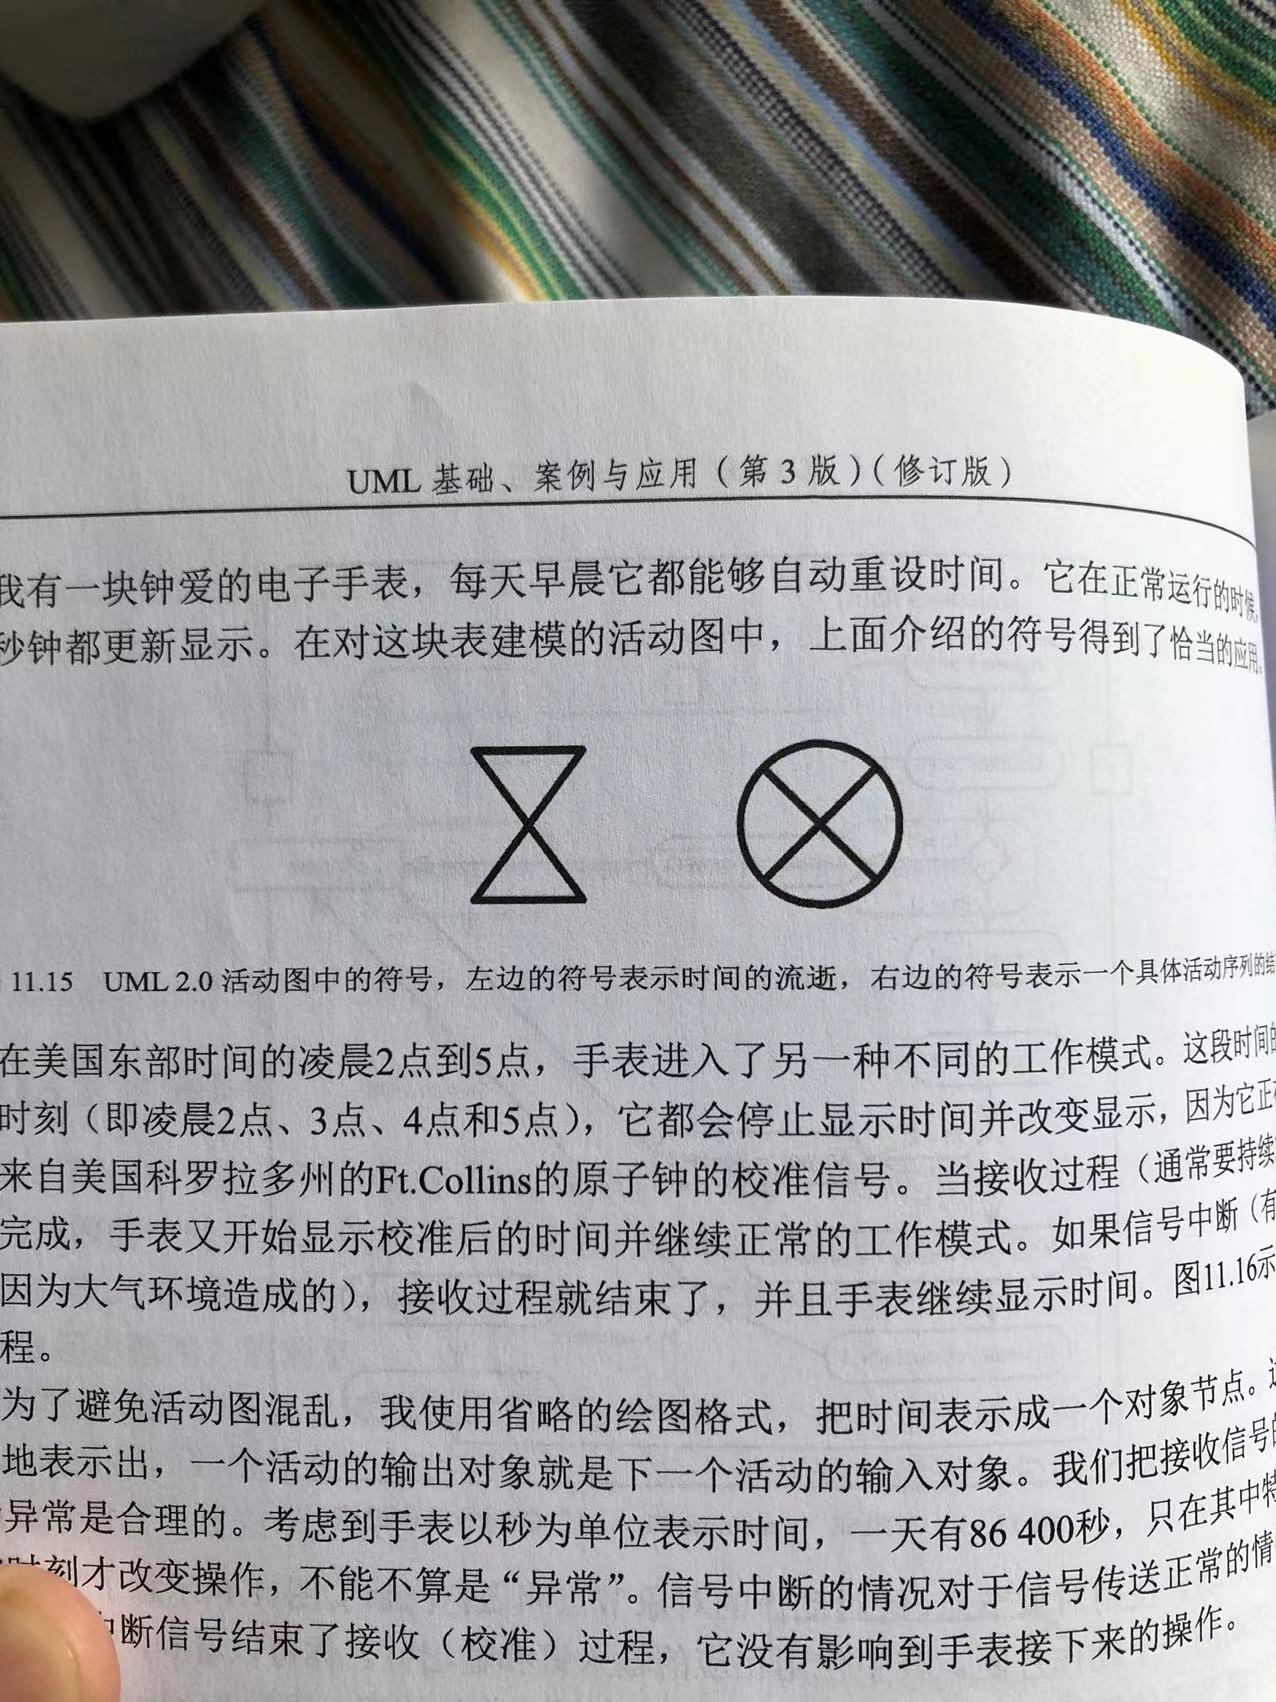 UML 基础、案例与应用（第 3 版）（修订版）
我有一块钟爱的电子手表，每天早晨它都能够自动重设时间。它在正常运行的时候，
秒钟都更新显示。在对这块表建模的活动图中，上面介绍的符号得到了恰当的应用。
11.15 UML 2.0 活动图中的符号，左边的符号表示时间的流逝，右边的符号表示一个具体活动序列的结
在美国东部时间的凌晨2点到5点，手表进入了另一种不同的工作模式。这段时间的
时刻（即凌晨2点、3点、4点和5点），它都会停止显示时间并改变显示，因为它正在
来自美国科罗拉多州的Ft.Collins的原子钟的校准信号。当接收过程（通常要持续
完成，手表又开始显示校准后的时间并继续正常的工作模式。如果信号中断（有
因为大气环境造成的），接收过程就结束了，并且手表继续显示时间。图11.16示
程。
为了避免活动图混乱，我使用省略的绘图格式，把时间表示成一个对象节点。这
地表示出，一个活动的输出对象就是下一个活动的输入对象。我们把接收信号的
异常是合理的。考虑到手表以秒为单位表示时间，一天有86 400秒，只在其中特
时刻才改变操作，不能不算是“异常”。信号中断的情况对于信号传送正常的情
中断信号结束了接收（校准）过程，它没有影响到手表接下来的操作。